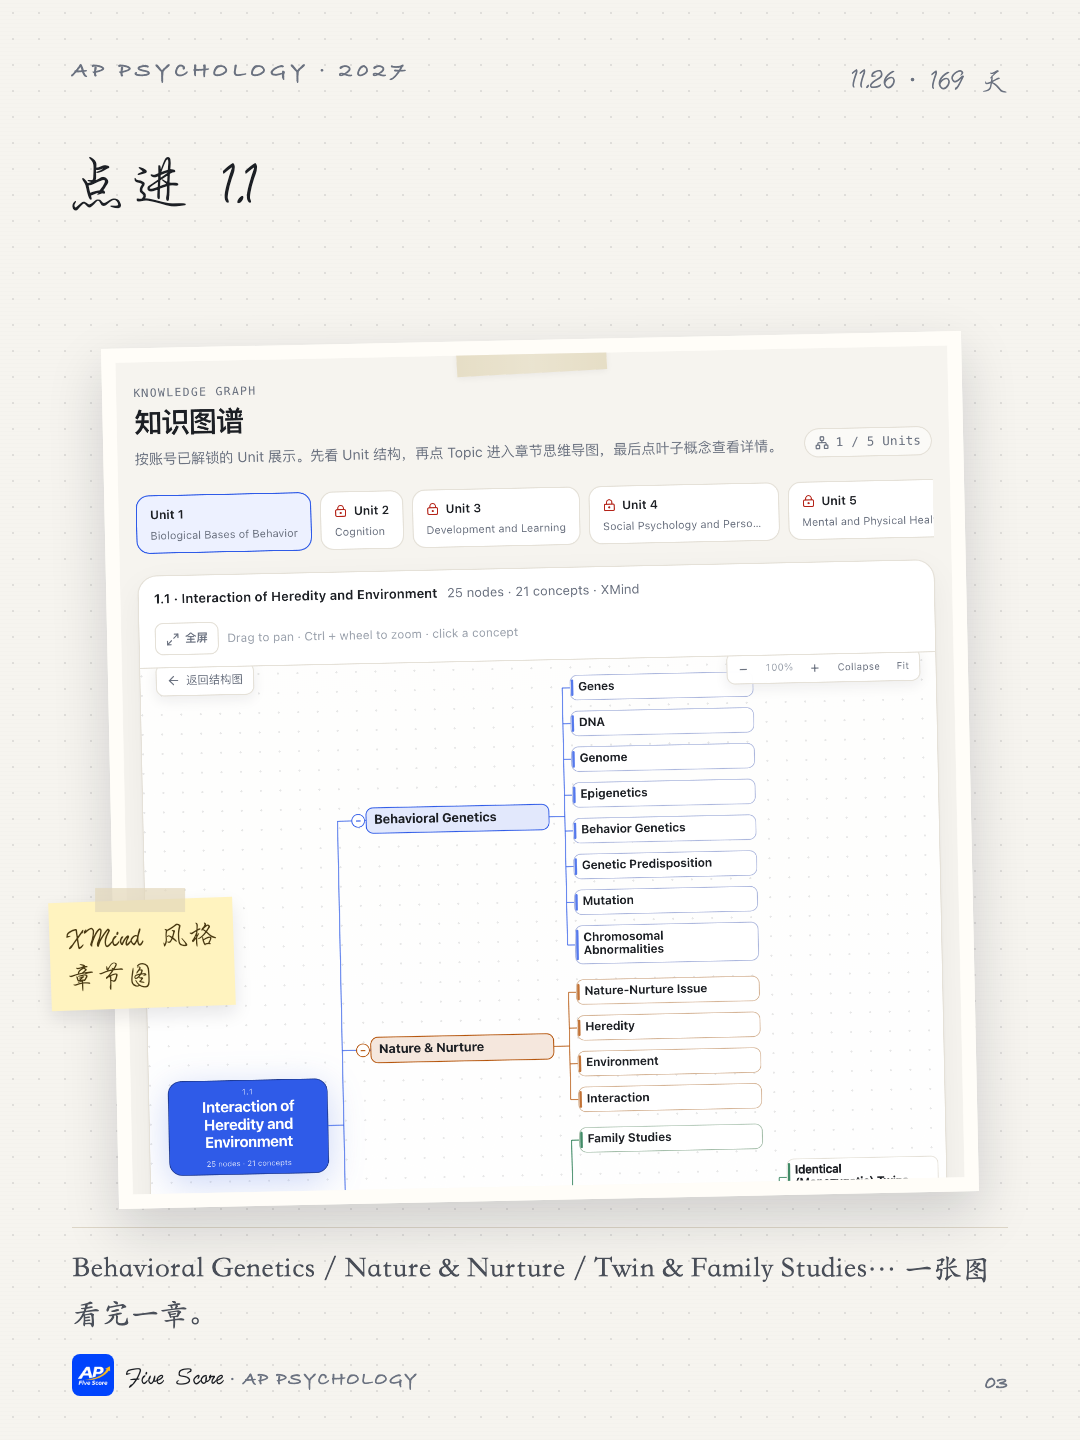 AP PSYCHOLOGY · 2027
11.26 · 169 天
点进 1.1
KNOWLEDGE GRAPH
知识图谱
按账号已解锁的 Unit 展示。先看 Unit 结构，再点 Topic 进入章节思维导图，最后点叶子概念查看详情。
1 / 5 Units
Unit 1
Biological Bases of Behavior
Unit 2
Cognition
Unit 3
Development and Learning
Unit 4
Social Psychology and Perso...
Unit 5
Mental and Physical Heal
1.1 · Interaction of Heredity and Environment 25 nodes · 21 concepts · XMind
全屏 Drag to pan · Ctrl + wheel to zoom · click a concept
返回结构图
− 100% + Collapse Fit
Genes
DNA
Genome
Epigenetics
Behavioral Genetics
Behavior Genetics
Genetic Predisposition
Mutation
Chromosomal
Abnormalities
XMind 风格
章节图
Nature-Nurture Issue
Heredity
Nature & Nurture
Environment
Interaction
1.1
Interaction of
Heredity and
Environment
25 nodes · 21 concepts
Family Studies
Identical
(Monozygotic) Twins
Behavioral Genetics / Nature & Nurture / Twin & Family Studies… 一张图
看完一章。
AP
Five Score
Five Score · AP PSYCHOLOGY
03